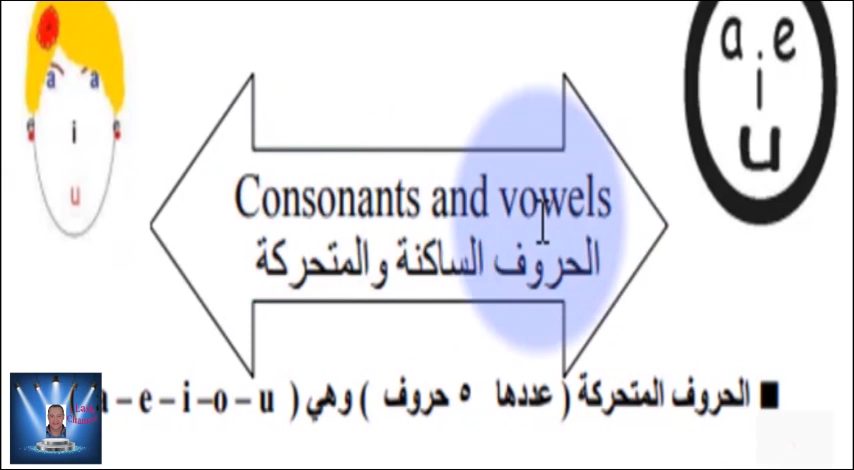 a a
e i e
u
a e
i
u
Consonants and vowels
الحروف الساكنة والمتحركة
■ الحروف المتحركة ( عددها ٥ حروف ) وهي ( a – e – i – o – u )